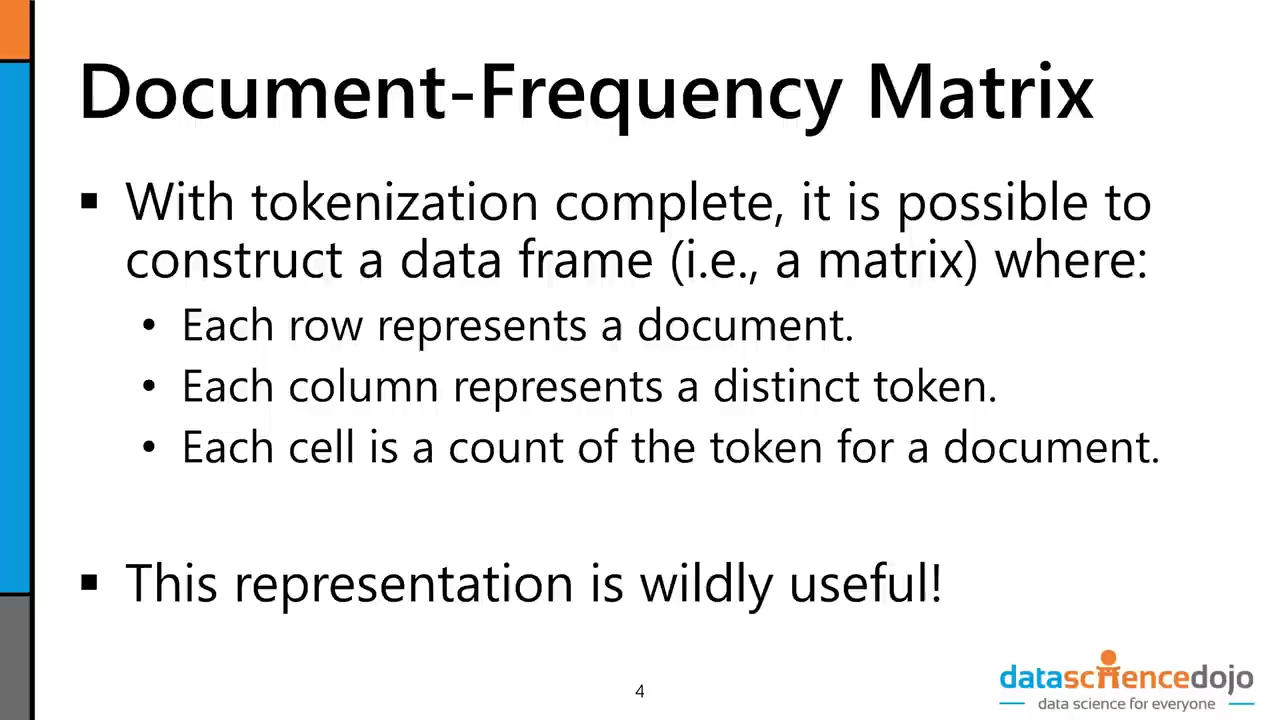 Document-Frequency Matrix
▪ With tokenization complete, it is possible to
construct a data frame (i.e., a matrix) where:
• Each row represents a document.
• Each column represents a distinct token.
• Each cell is a count of the token for a document.
▪ This representation is wildly useful!
4
datasciencedojo
data science for everyone